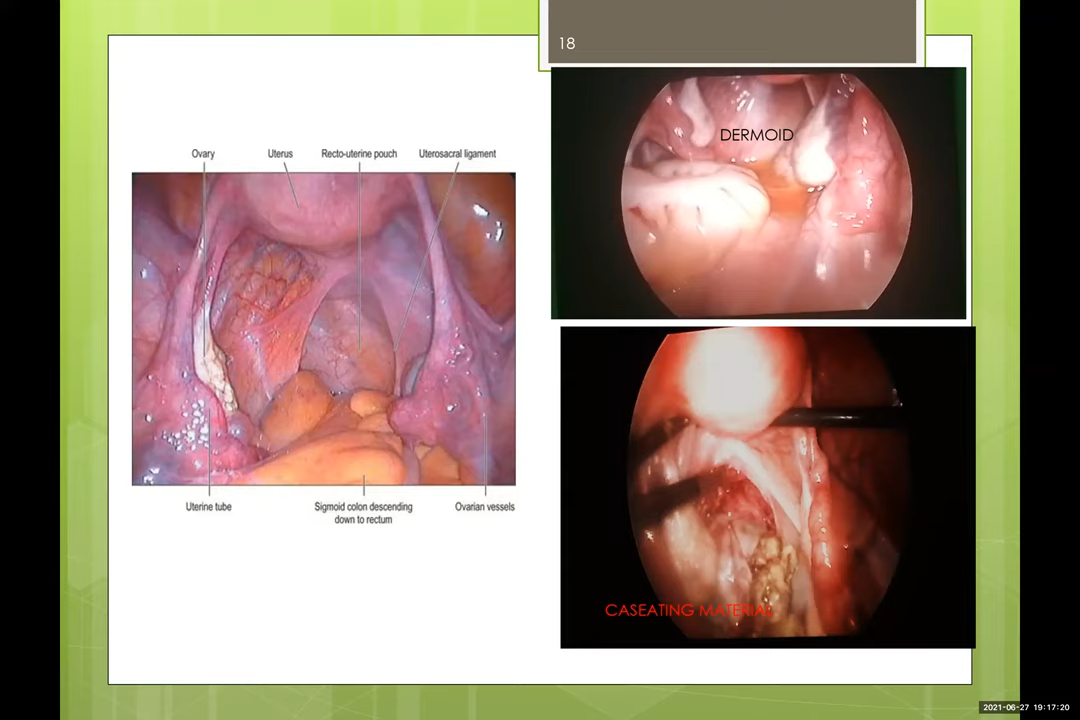 18
Ovary
Uterus
Recto-uterine pouch
Uterosacral ligament
Uterine tube
Sigmoid colon descending
down to rectum
Ovarian vessels
DERMOID
CASEATING MATERIAL
2021-06-27 19:17:20